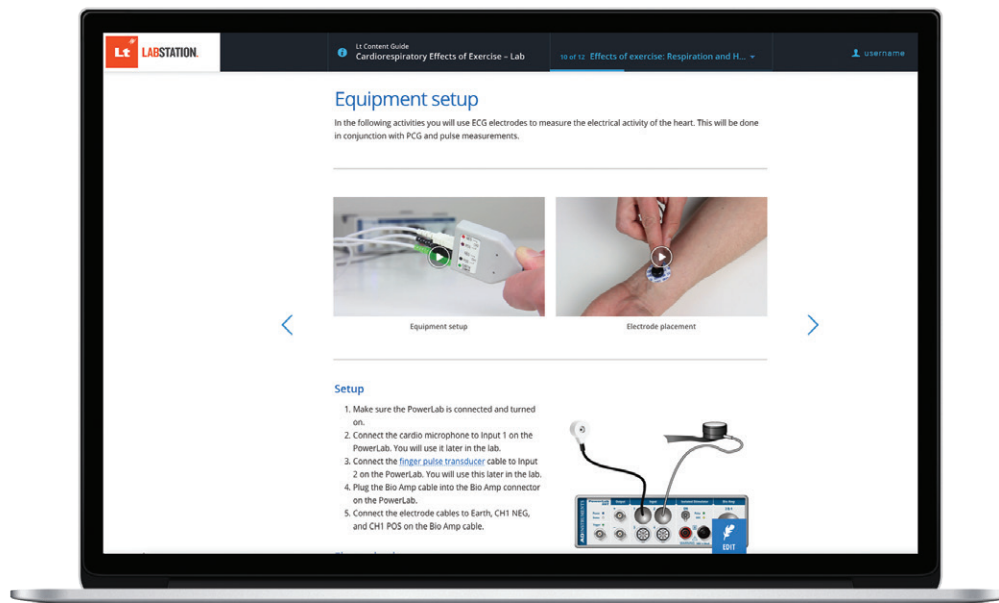 Lt LABSTATION.
Lt Content Guide
Cardiorespiratory Effects of Exercise – Lab
10 of 12 Effects of exercise: Respiration and H...
username
Equipment setup
In the following activities you will use ECG electrodes to measure the electrical activity of the heart. This will be done
in conjunction with PCG and pulse measurements.
Equipment setup
Electrode placement
Setup
1. Make sure the PowerLab is connected and turned
on.
2. Connect the cardio microphone to Input 1 on the
PowerLab. You will use it later in the lab.
3. Connect the finger pulse transducer cable to Input
2 on the PowerLab. You will use this later in the lab.
4. Plug the Bio Amp cable into the Bio Amp connector
on the PowerLab.
5. Connect the electrode cables to Earth, CH1 NEG,
and CH1 POS on the Bio Amp cable.
PowerLab
Output
Input
Bio Amp
ADINSTRUMENTS
EDIT